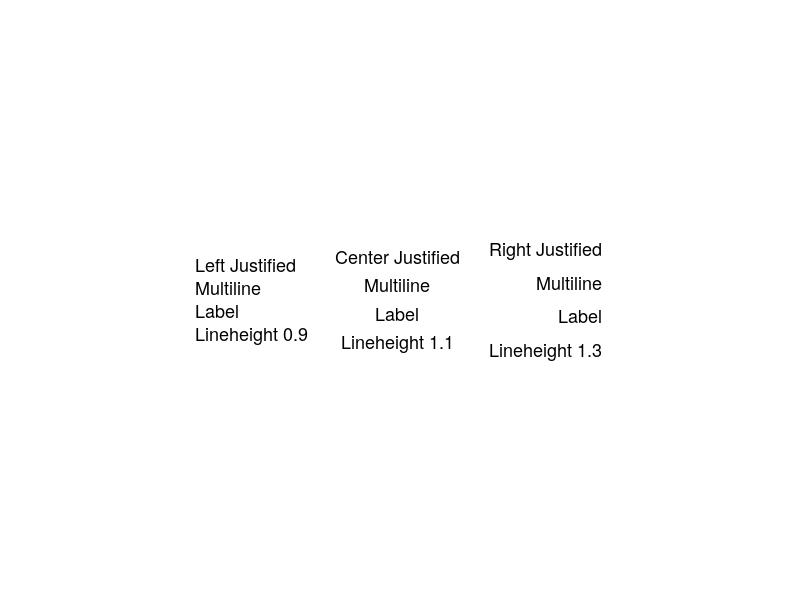 Left Justified
Multiline
Label
Lineheight 0.9
Center Justified
Multiline
Label
Lineheight 1.1
Right Justified
Multiline
Label
Lineheight 1.3